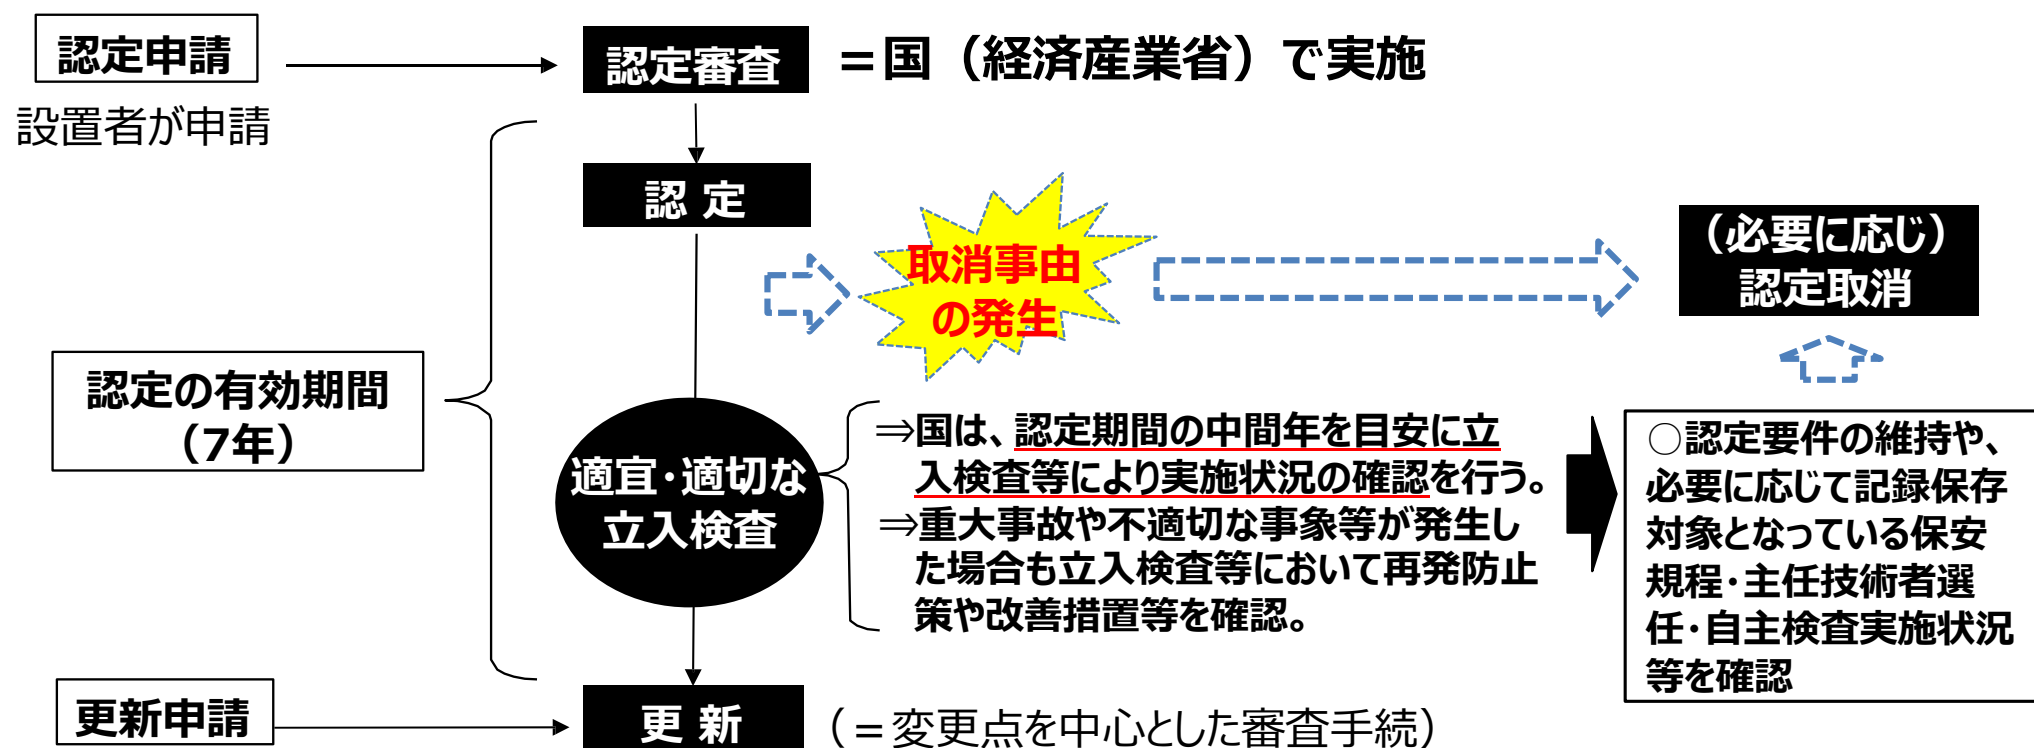 認定申請
認定審査
＝国（経済産業省）で実施
設置者が申請
認 定
取消事由
の発生
（必要に応じ）
認定取消
認定の有効期間
（7年）
適宜・適切な
立入検査
⇒国は、認定期間の中間年を目安に立
入検査等により実施状況の確認を行う。
⇒重大事故や不適切な事象等が発生し
た場合も立入検査等において再発防止
策や改善措置等を確認。
○認定要件の維持や、
必要に応じて記録保存
対象となっている保安
規程・主任技術者選
任・自主検査実施状況
等を確認
更新申請
更 新
（＝変更点を中心とした審査手続）